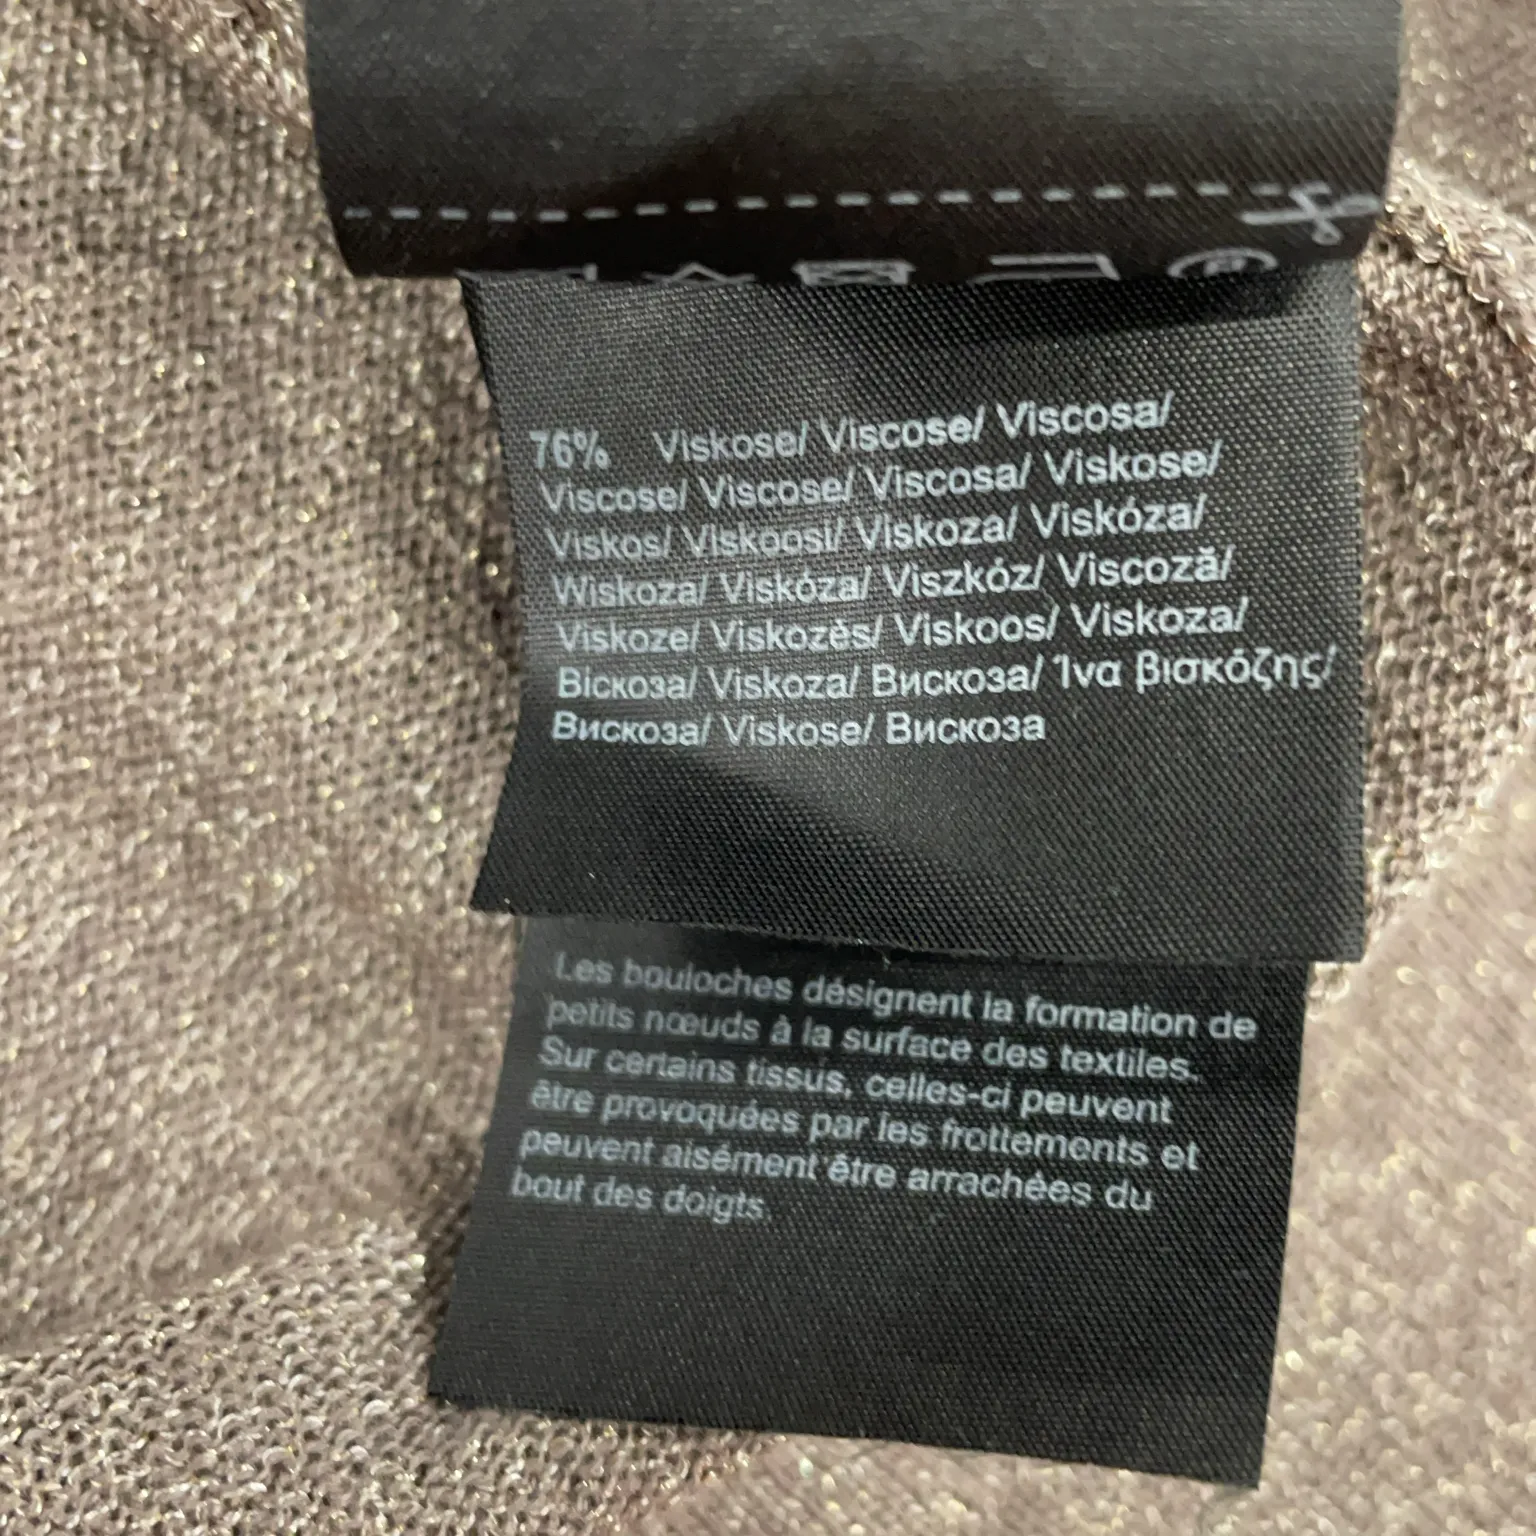 76% Viskose/ Viscose/ Viscosa/
Viscose/ Viscose/ Viscosa/ Viskose/
Viskos/ Viskoosi/ Viskoza/ Viskóza/
Wiskoza/ Viskóza/ Viszkóz/ Viscoză/
Viskoze/ Viskozės/ Viskoos/ Viskoza/
Віскоза/ Viskoza/ Вискоза/ Ίνα βισκόζης/
Вискоза/ Viskose/ Вискоза
Les bouloches désignent la formation de
petits nœuds à la surface des textiles.
Sur certains tissus, celles-ci peuvent
être provoquées par les frottements et
peuvent aisément être arrachées du
bout des doigts.